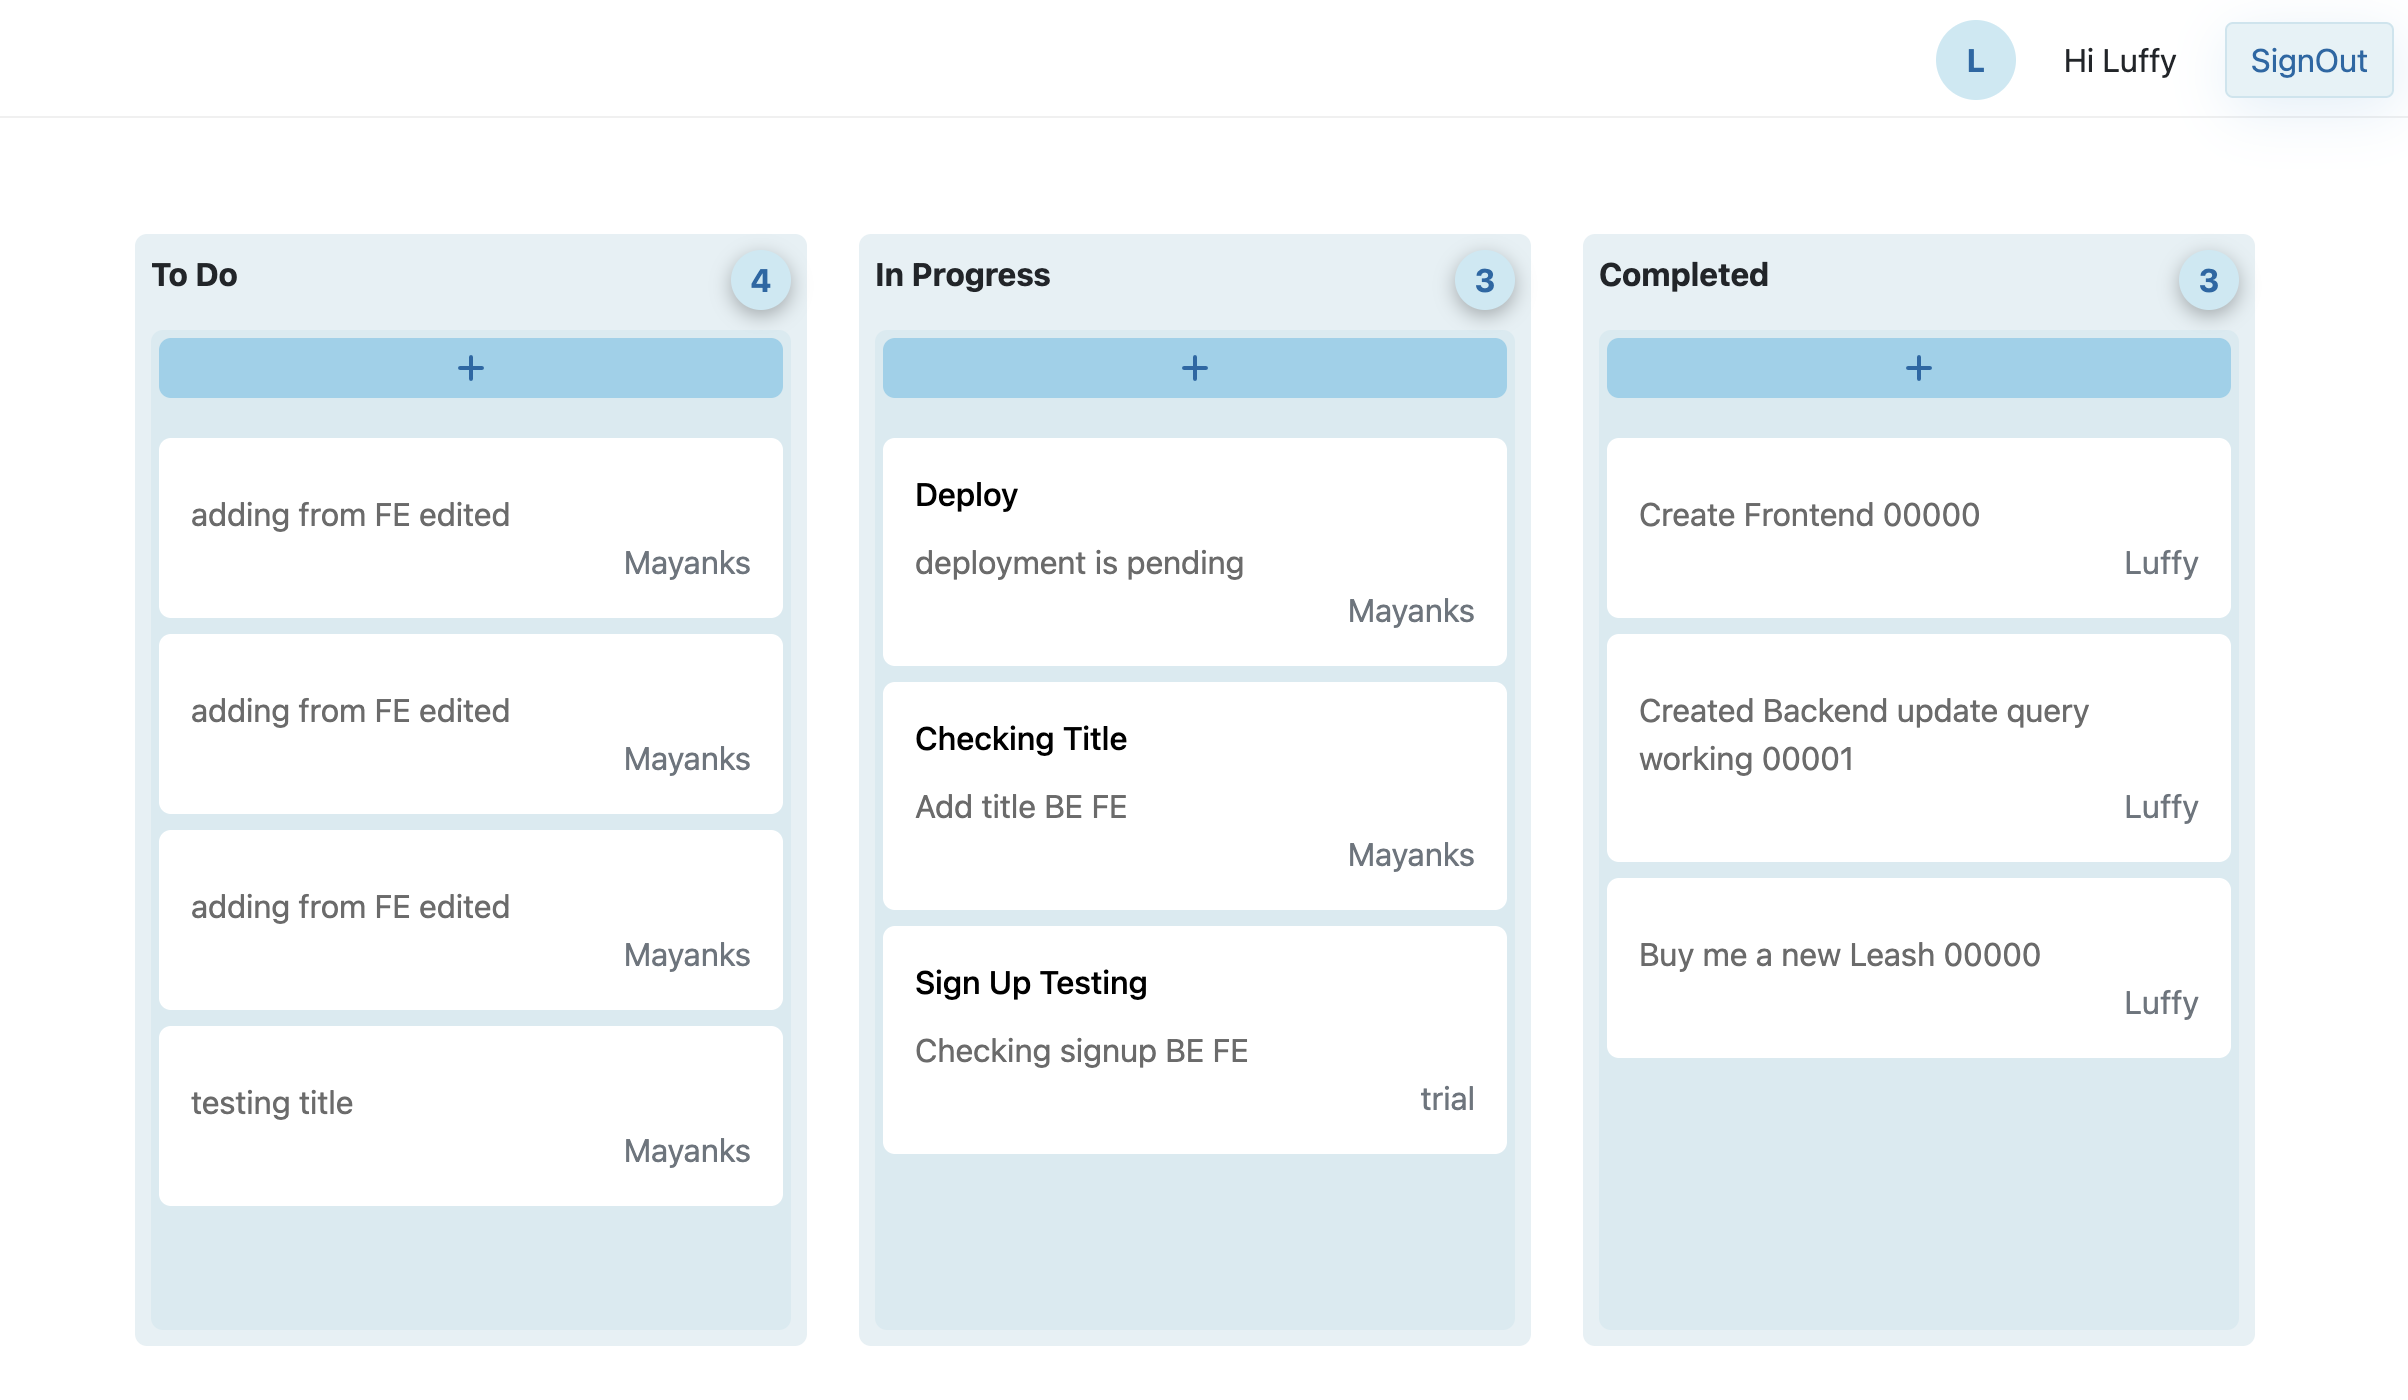 L
Hi Luffy
SignOut
To Do
4
+
adding from FE edited
Mayanks
adding from FE edited
Mayanks
adding from FE edited
Mayanks
testing title
Mayanks
In Progress
3
+
Deploy
deployment is pending
Mayanks
Checking Title
Add title BE FE
Mayanks
Sign Up Testing
Checking signup BE FE
trial
Completed
3
+
Create Frontend 00000
Luffy
Created Backend update query
working 00001
Luffy
Buy me a new Leash 00000
Luffy